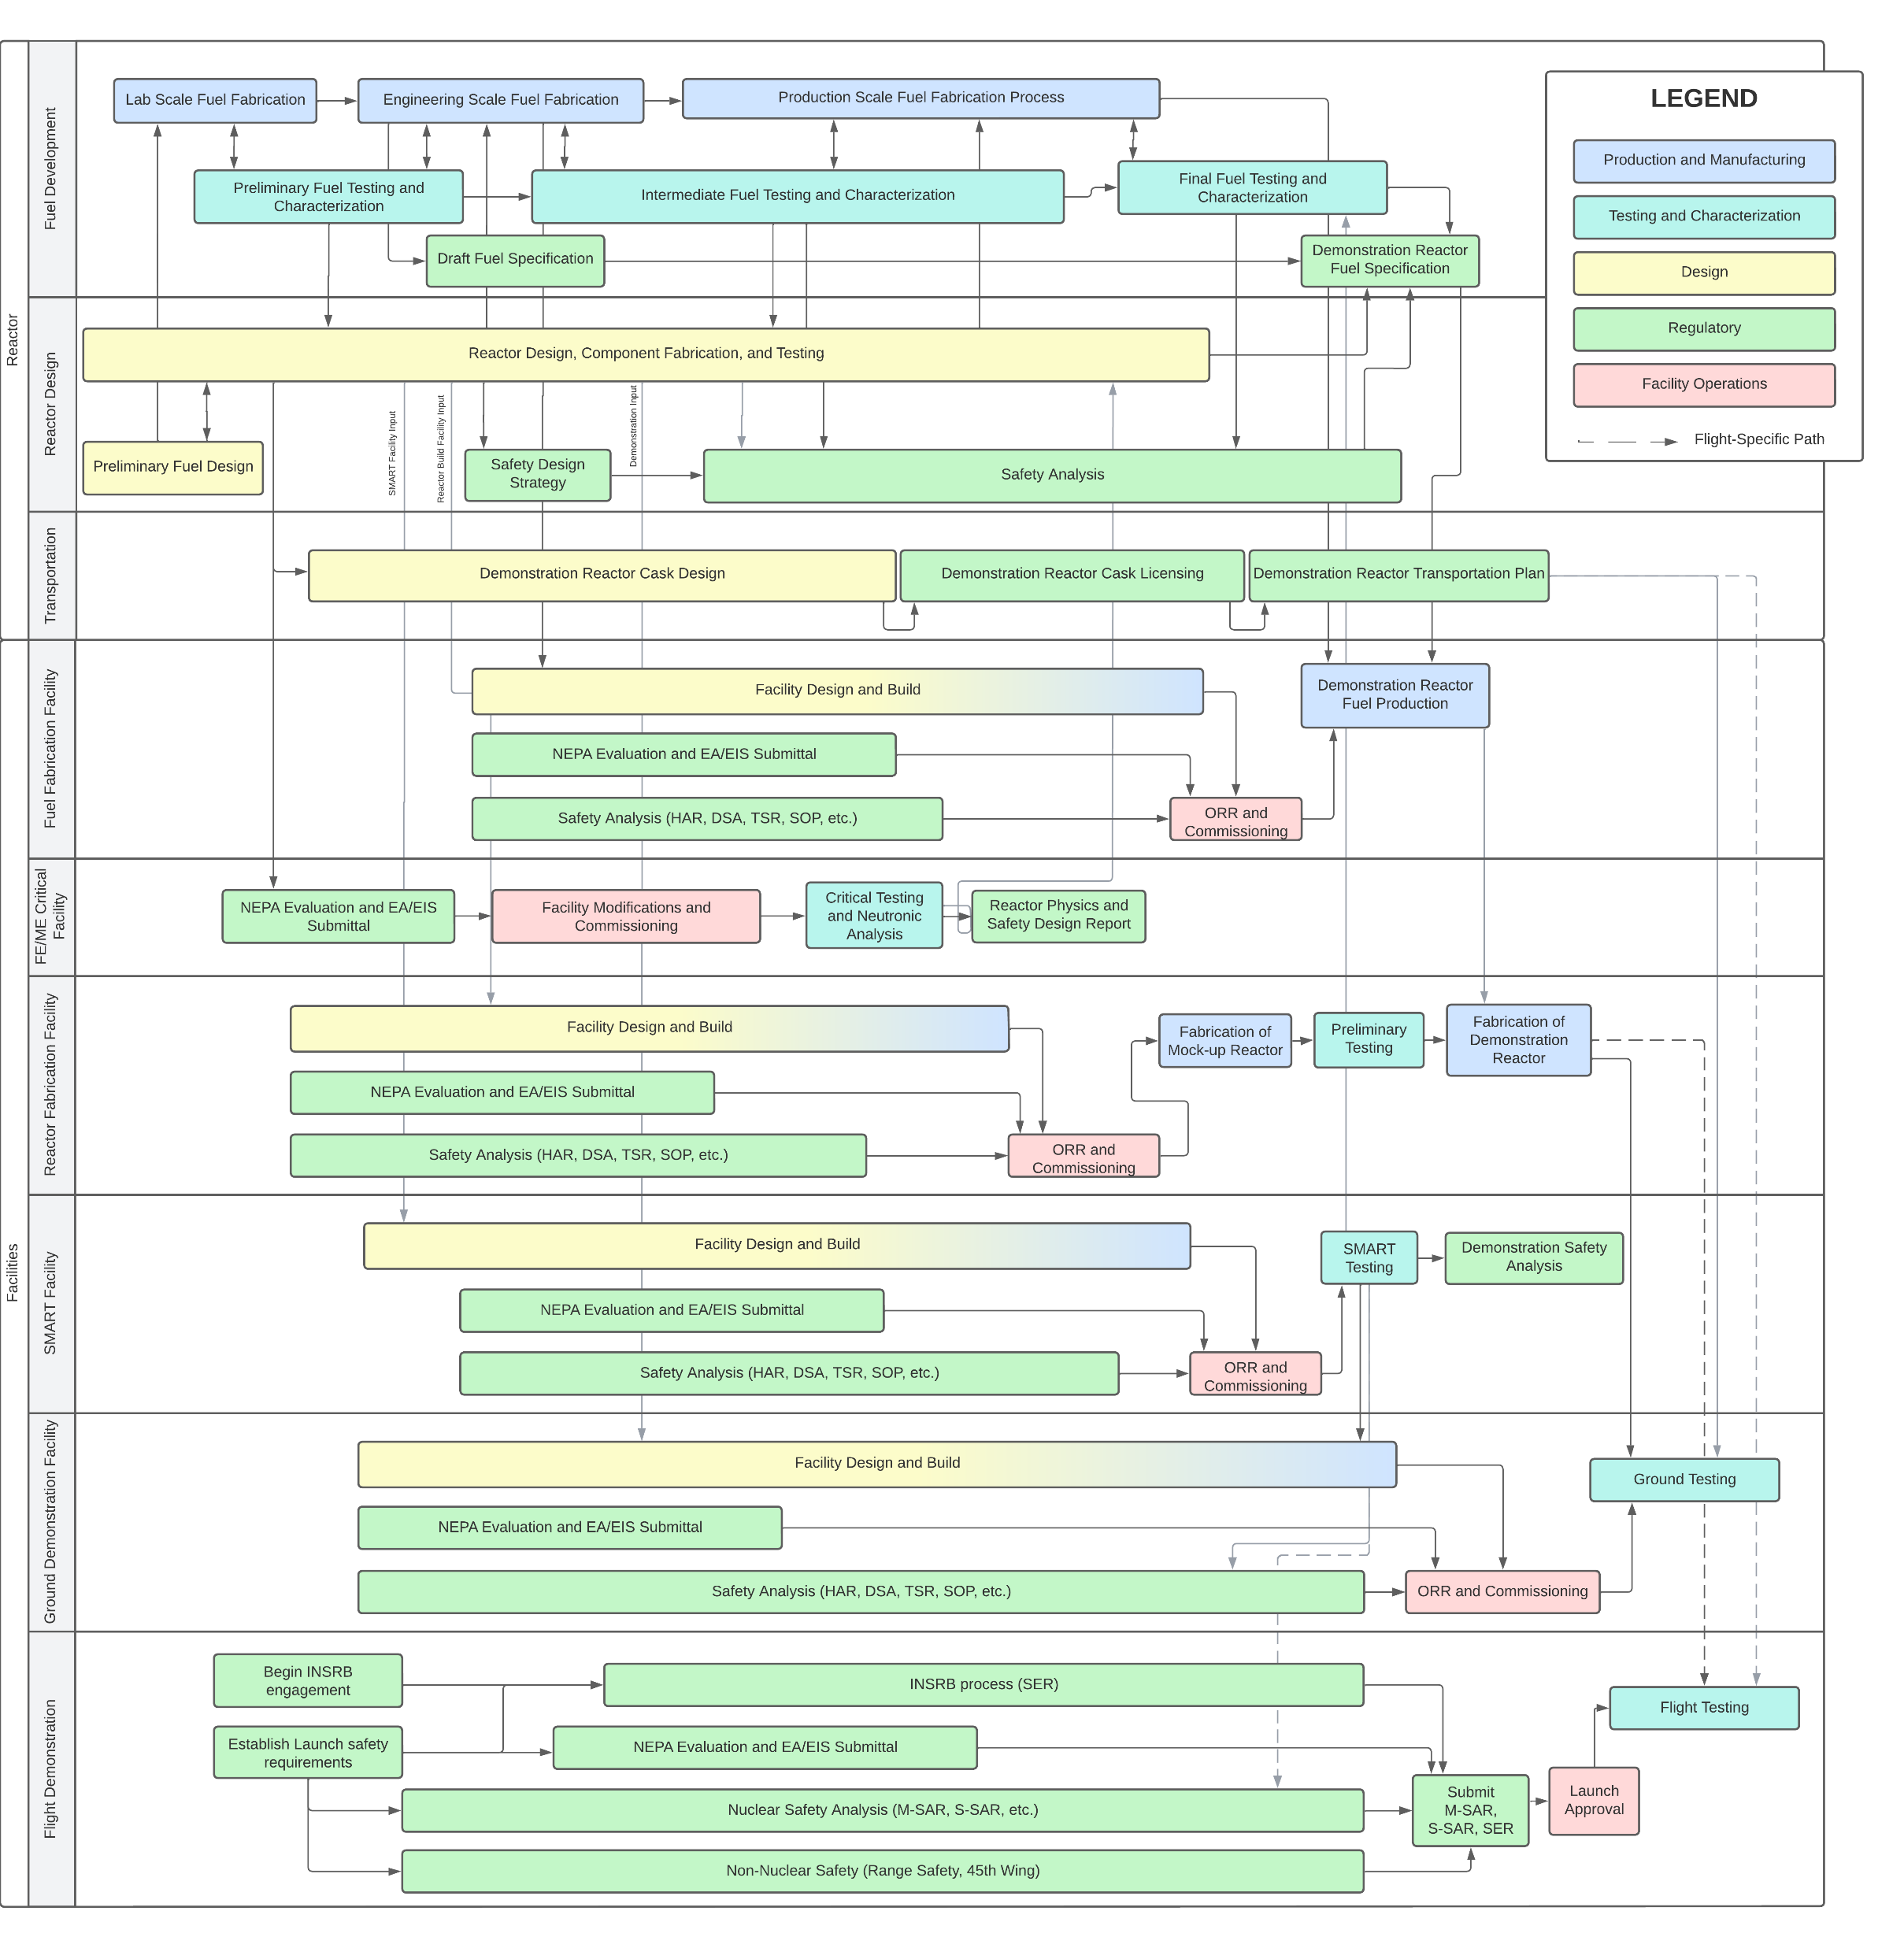 Reactor
Fuel Development
Lab Scale Fuel Fabrication
Engineering Scale Fuel Fabrication
Production Scale Fuel Fabrication Process
Preliminary Fuel Testing and
Characterization
Intermediate Fuel Testing and Characterization
Final Fuel Testing and
Characterization
Draft Fuel Specification
Demonstration Reactor
Fuel Specification
LEGEND
Production and Manufacturing
Testing and Characterization
Design
Regulatory
Facility Operations
Flight-Specific Path
Reactor Design
Reactor Design, Component Fabrication, and Testing
Preliminary Fuel Design
SMART Facility Input
Reactor Build Facility Input
Demonstration Input
Safety Design
Strategy
Safety Analysis
Transportation
Demonstration Reactor Cask Design
Demonstration Reactor Cask Licensing
Demonstration Reactor Transportation Plan
Facilities
Fuel Fabrication Facility
Facility Design and Build
Demonstration Reactor
Fuel Production
NEPA Evaluation and EA/EIS Submittal
Safety Analysis (HAR, DSA, TSR, SOP, etc.)
ORR and
Commissioning
FE/ME Critical
Facility
NEPA Evaluation and EA/EIS
Submittal
Facility Modifications and
Commissioning
Critical Testing
and Neutronic
Analysis
Reactor Physics and
Safety Design Report
Reactor Fabrication Facility
Facility Design and Build
Fabrication of
Mock-up Reactor
Preliminary
Testing
Fabrication of
Demonstration
Reactor
NEPA Evaluation and EA/EIS Submittal
Safety Analysis (HAR, DSA, TSR, SOP, etc.)
ORR and
Commissioning
SMART Facility
Facility Design and Build
SMART
Testing
Demonstration Safety
Analysis
NEPA Evaluation and EA/EIS Submittal
Safety Analysis (HAR, DSA, TSR, SOP, etc.)
ORR and
Commissioning
Ground Demonstration Facility
Facility Design and Build
Ground Testing
NEPA Evaluation and EA/EIS Submittal
Safety Analysis (HAR, DSA, TSR, SOP, etc.)
ORR and Commissioning
Flight Demonstration
Begin INSRB
engagement
INSRB process (SER)
Flight Testing
Establish Launch safety
requirements
NEPA Evaluation and EA/EIS Submittal
Nuclear Safety Analysis (M-SAR, S-SAR, etc.)
Submit
M-SAR,
S-SAR, SER
Launch
Approval
Non-Nuclear Safety (Range Safety, 45th Wing)